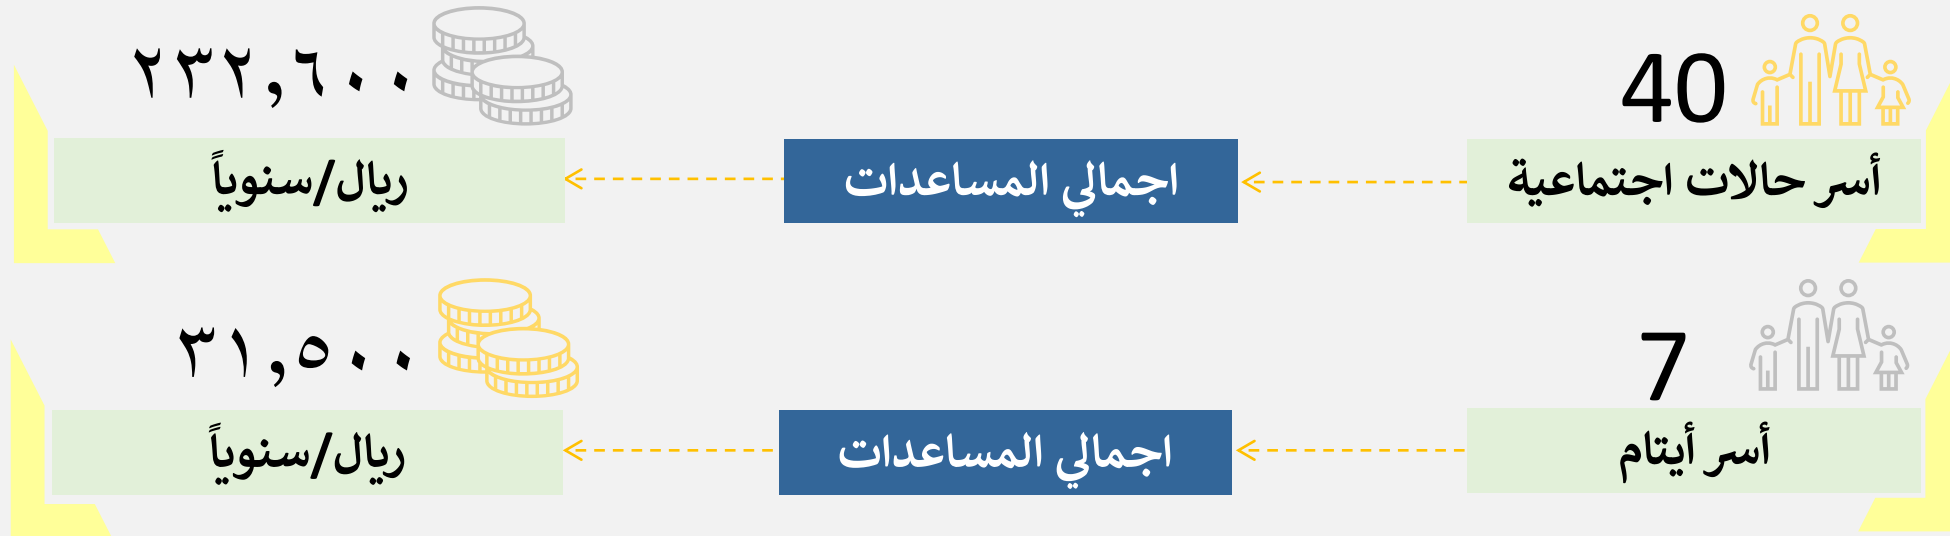 40
أسر حالات اجتماعية
اجمالي المساعدات
٢٣٢,٦٠٠
ريال/سنوياً
7
أسر أيتام
اجمالي المساعدات
٣١,٥٠٠
ريال/سنوياً